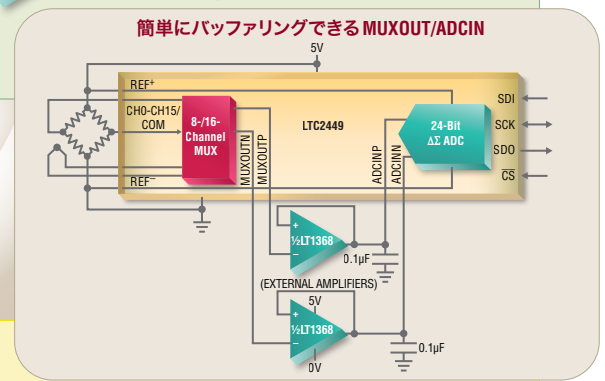 簡単にバッファリングできるMUXOUT/ADCIN
5V
REF+
CH0-CH15/
COM
8-/16-
Channel
MUX
LTC2449
24-Bit
ΔΣ ADC
SDI
SCK
SDO
CS
MUXOUTN
MUXOUTP
ADCINP
ADCINN
REF–
+
½LT1368
–
0.1µF
(EXTERNAL AMPLIFIERS)
5V
+
½LT1368
–
0V
0.1µF